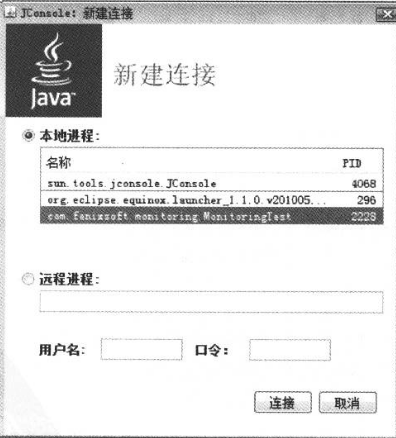 JConsole: 新建连接
Java
新建连接
本地进程:
名称 PID
sun.tools.jconsole.JConsole 4068
org.eclipse.equinox.launcher_1.1.0.v201005... 296
com.fenixsoft.monitoring.MonitoringTest 2228
远程进程:
用户名: 口令:
连接 取消